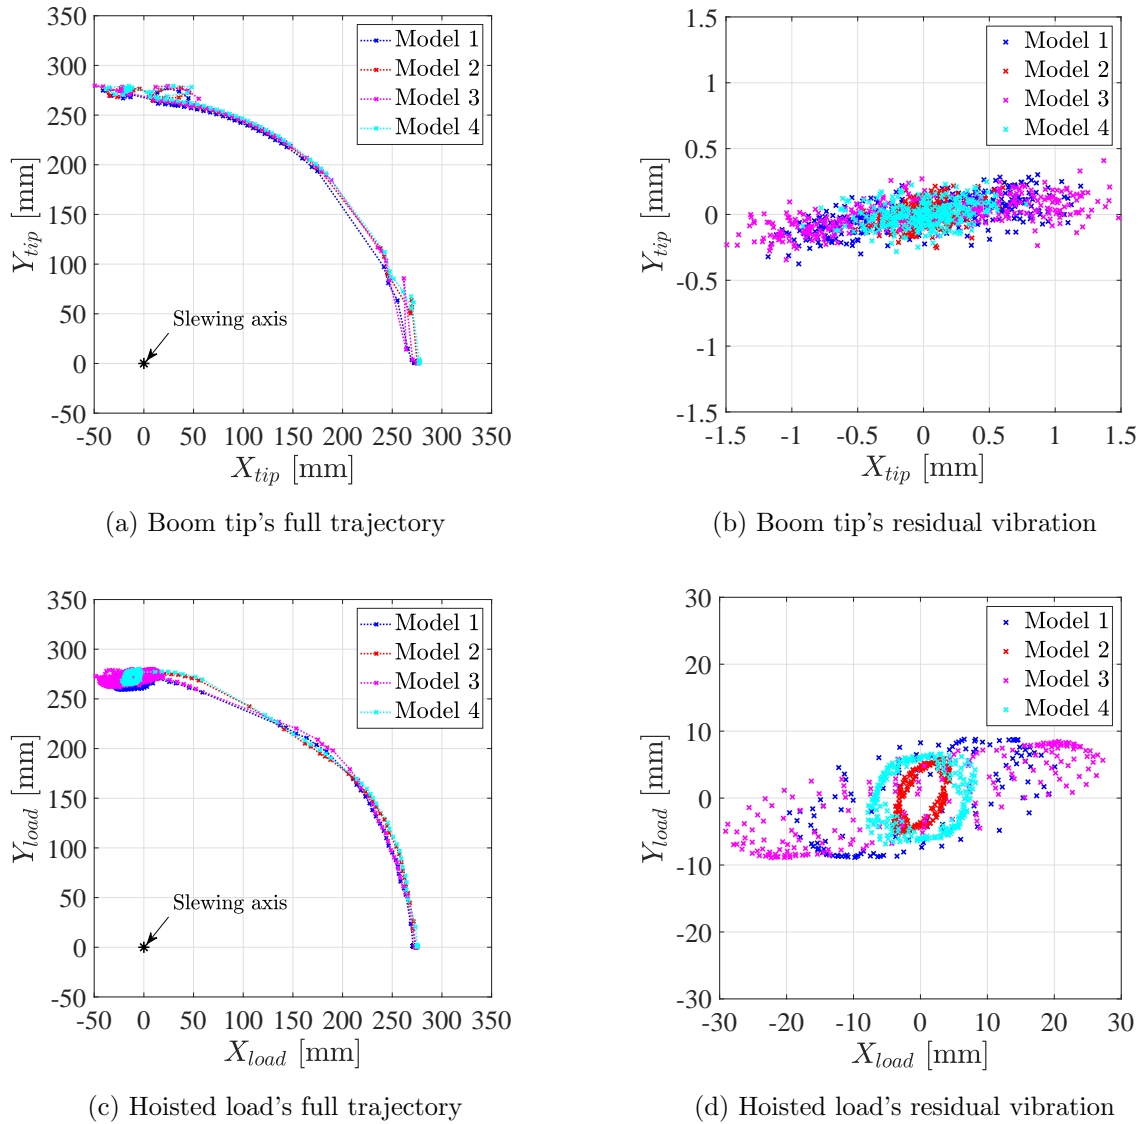 350
300
250
200
150
100
50
0
-50
-50 0 50 100 150 200 250 300 350
Y_tip [mm]
X_tip [mm]
Model 1
Model 2
Model 3
Model 4
Slewing axis
(a) Boom tip's full trajectory
1.5
1
0.5
0
-0.5
-1
-1.5
-1.5 -1 -0.5 0 0.5 1 1.5
Y_tip [mm]
X_tip [mm]
Model 1
Model 2
Model 3
Model 4
(b) Boom tip's residual vibration
350
300
250
200
150
100
50
0
-50
-50 0 50 100 150 200 250 300 350
Y_load [mm]
X_load [mm]
Model 1
Model 2
Model 3
Model 4
Slewing axis
(c) Hoisted load's full trajectory
30
20
10
0
-10
-20
-30
-30 -20 -10 0 10 20 30
Y_load [mm]
X_load [mm]
Model 1
Model 2
Model 3
Model 4
(d) Hoisted load's residual vibration